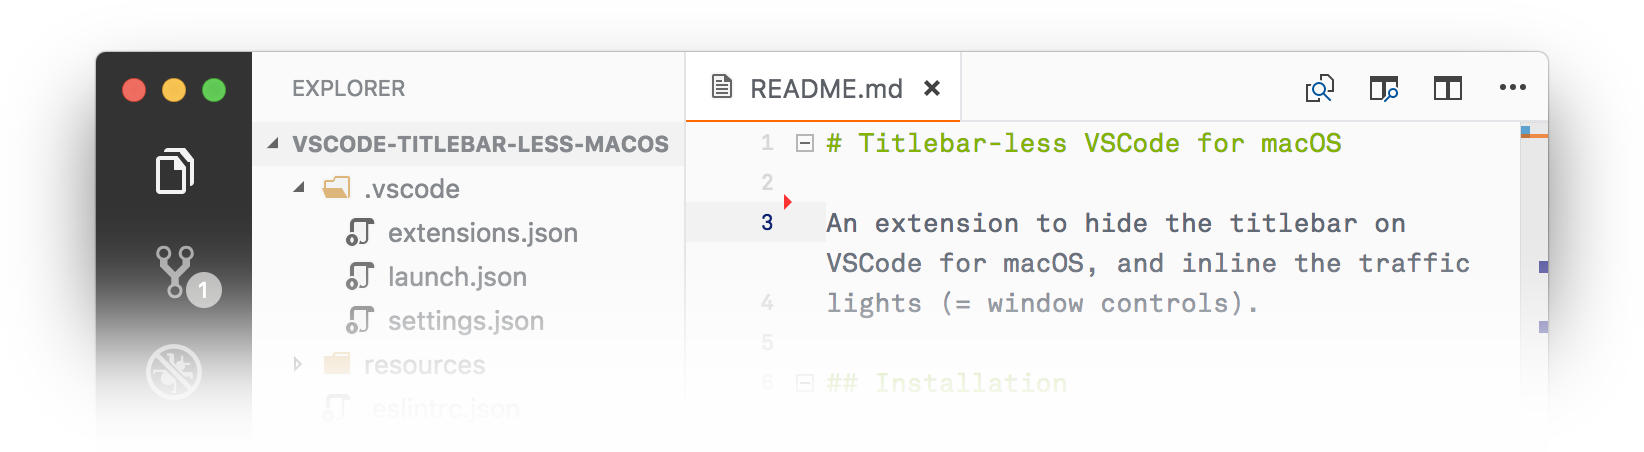 EXPLORER
VSCODE-TITLEBAR-LESS-MACOS
.vscode
extensions.json
launch.json
settings.json
resources
.eslintrc.json
1
README.md
1 # Titlebar-less VSCode for macOS
2
3 An extension to hide the titlebar on
VSCode for macOS, and inline the traffic
4 lights (= window controls).
5
6 ## Installation